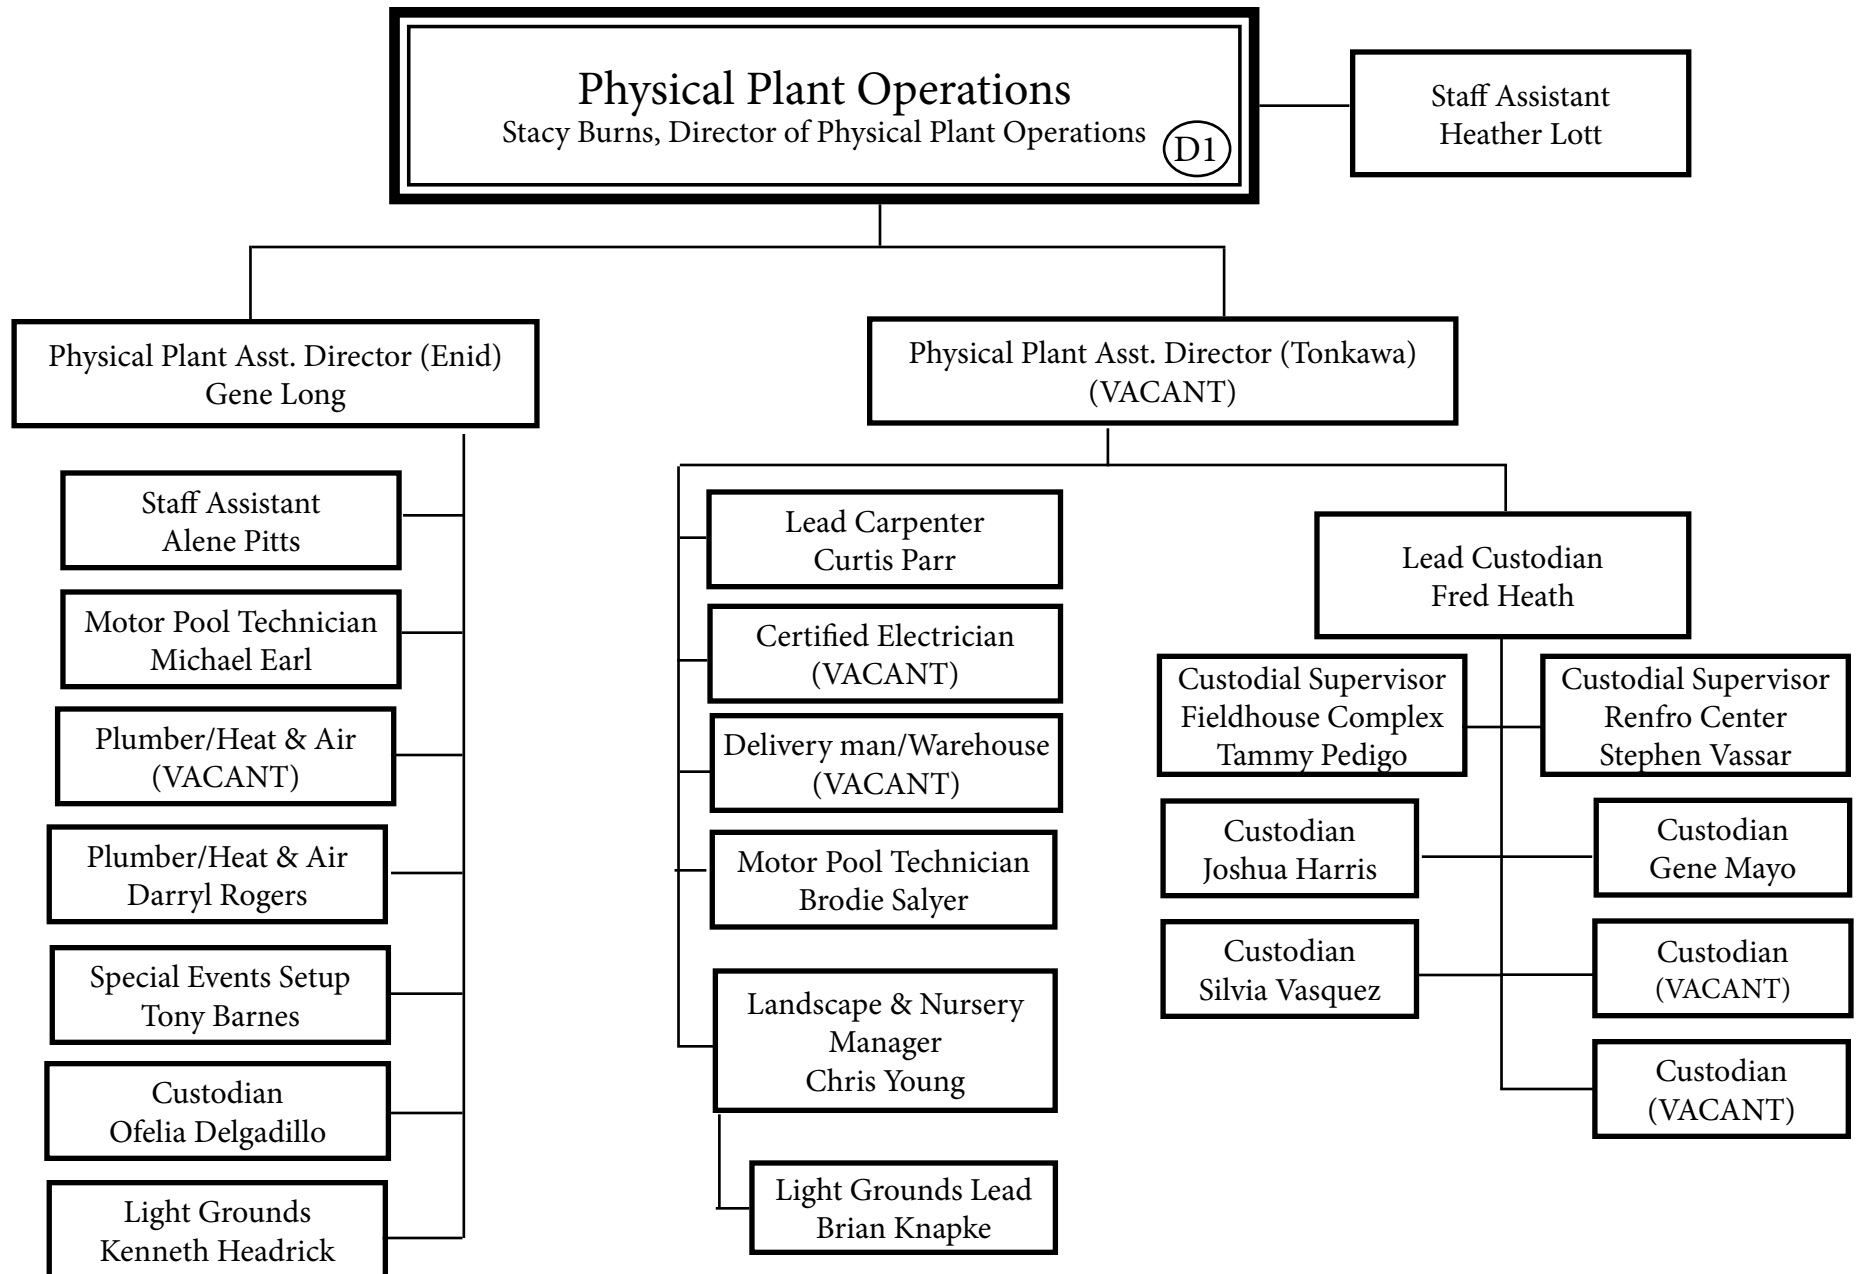 Physical Plant Operations
Stacy Burns, Director of Physical Plant Operations
D1
Staff Assistant
Heather Lott
Physical Plant Asst. Director (Enid)
Gene Long
Staff Assistant
Alene Pitts
Motor Pool Technician
Michael Earl
Plumber/Heat & Air
(VACANT)
Plumber/Heat & Air
Darryl Rogers
Special Events Setup
Tony Barnes
Custodian
Ofelia Delgadillo
Light Grounds
Kenneth Headrick
Physical Plant Asst. Director (Tonkawa)
(VACANT)
Lead Carpenter
Curtis Parr
Certified Electrician
(VACANT)
Delivery man/Warehouse
(VACANT)
Motor Pool Technician
Brodie Salyer
Landscape & Nursery
Manager
Chris Young
Light Grounds Lead
Brian Knapke
Lead Custodian
Fred Heath
Custodial Supervisor
Fieldhouse Complex
Tammy Pedigo
Custodial Supervisor
Renfro Center
Stephen Vassar
Custodian
Joshua Harris
Custodian
Gene Mayo
Custodian
Silvia Vasquez
Custodian
(VACANT)
Custodian
(VACANT)